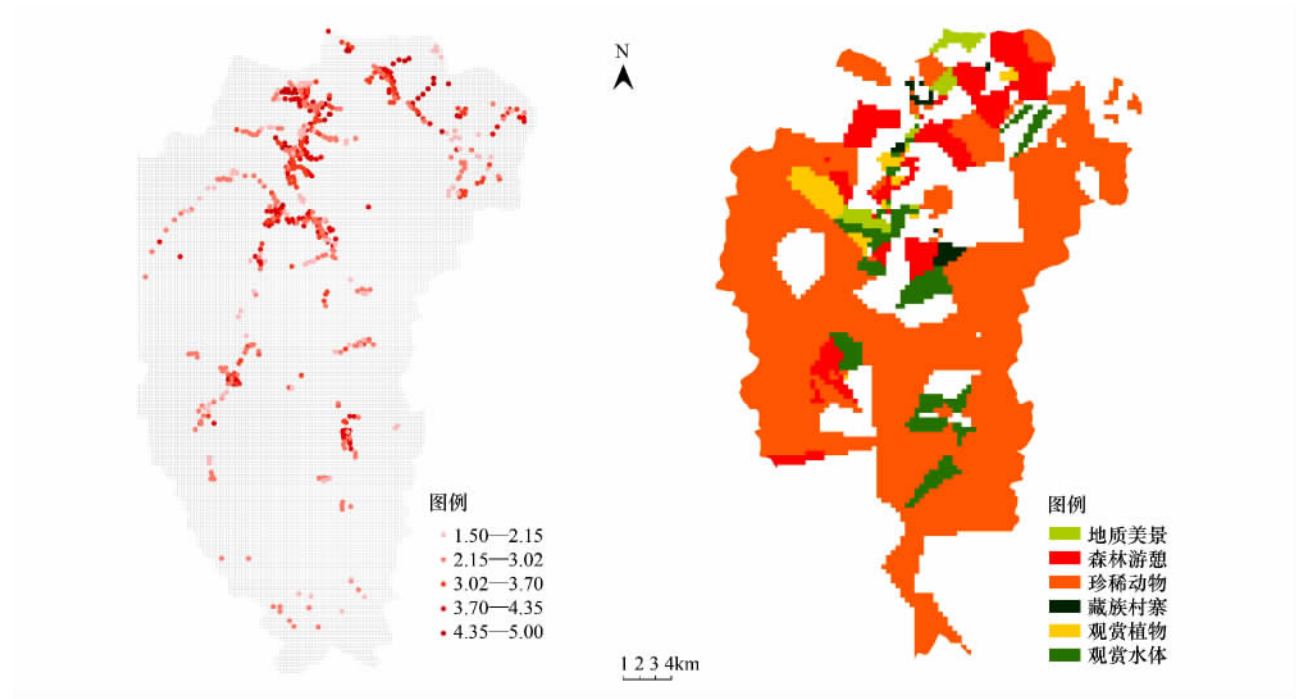 N
图例
1.50—2.15
2.15—3.02
3.02—3.70
3.70—4.35
4.35—5.00
1 2 3 4km
图例
地质美景
森林游憩
珍稀动物
藏族村寨
观赏植物
观赏水体